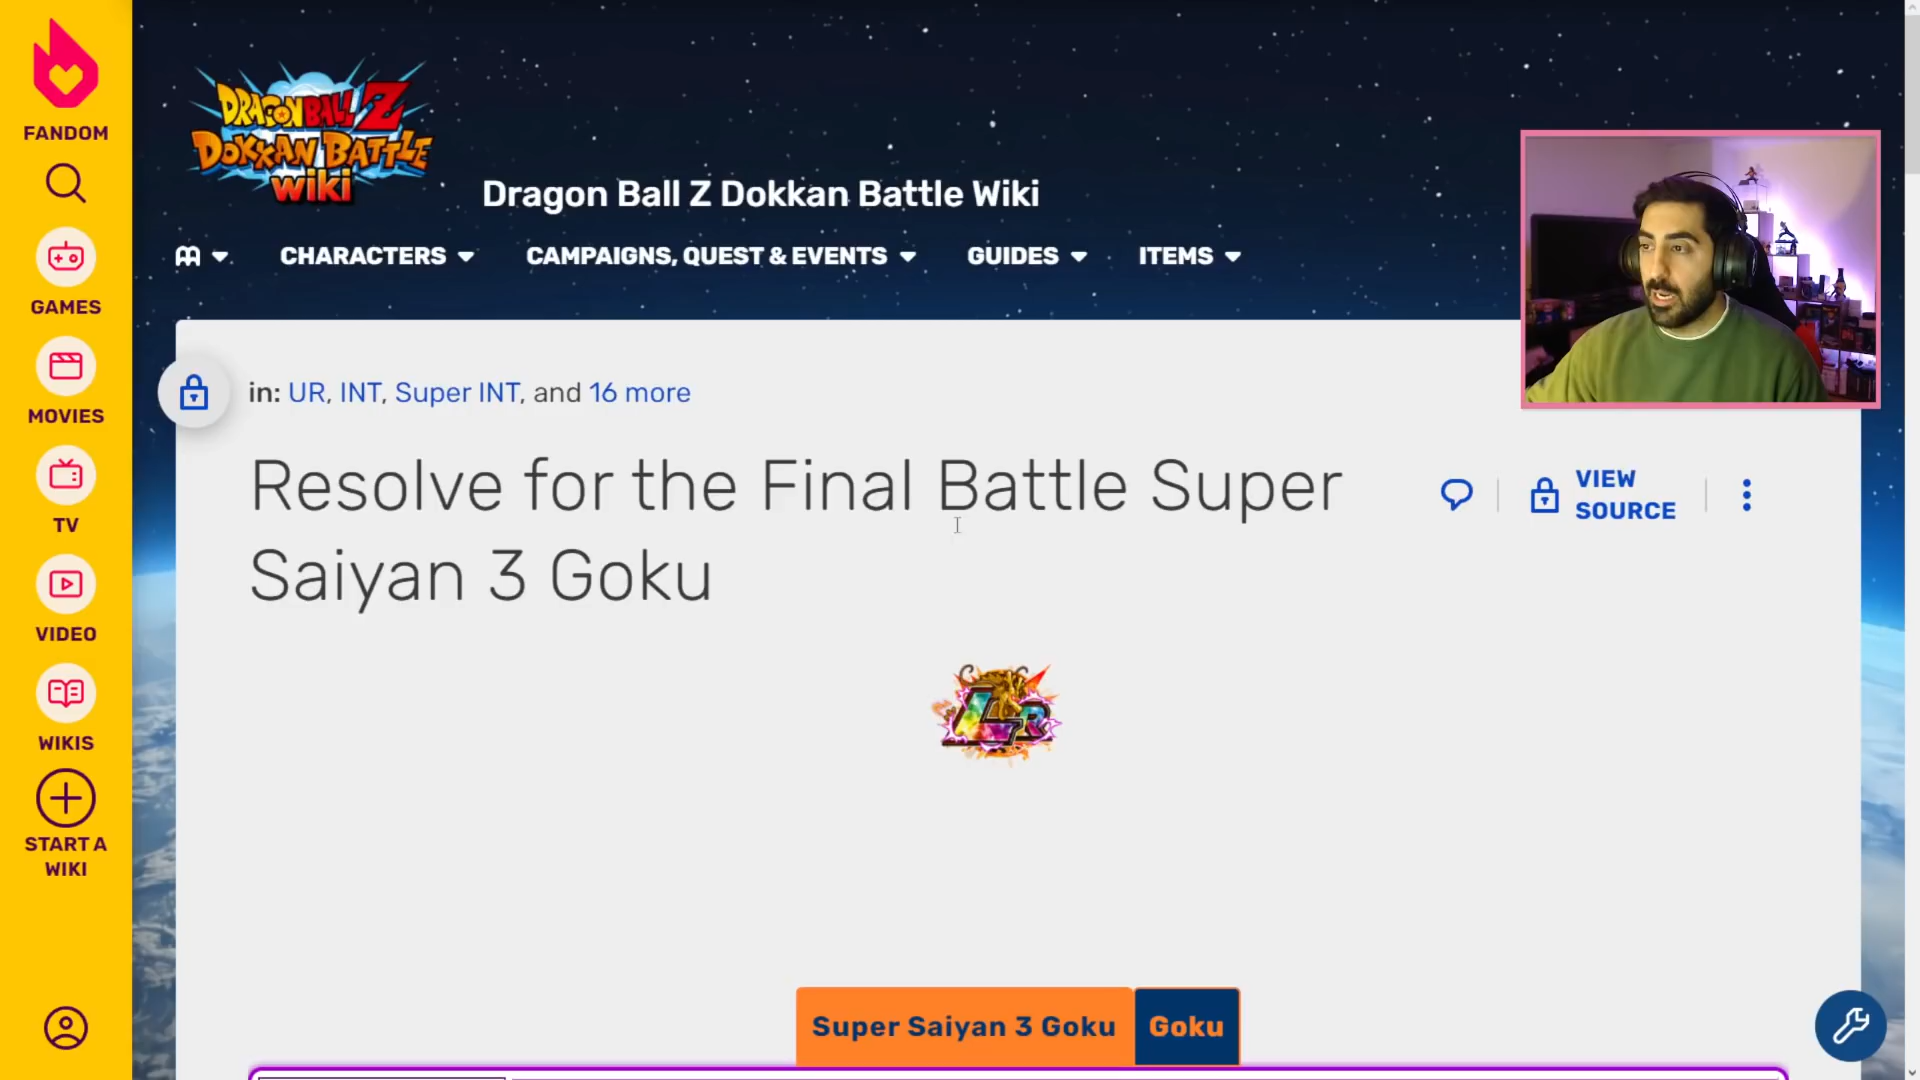 FANDOM
GAMES
MOVIES
TV
VIDEO
WIKIS
START A
WIKI
DRAGON BALL Z
DOKKAN BATTLE
wiki
Dragon Ball Z Dokkan Battle Wiki
CHARACTERS
CAMPAIGNS, QUEST & EVENTS
GUIDES
ITEMS
in: UR, INT, Super INT, and 16 more
Resolve for the Final Battle Super
Saiyan 3 Goku
VIEW
SOURCE
LR
Super Saiyan 3 Goku
Goku